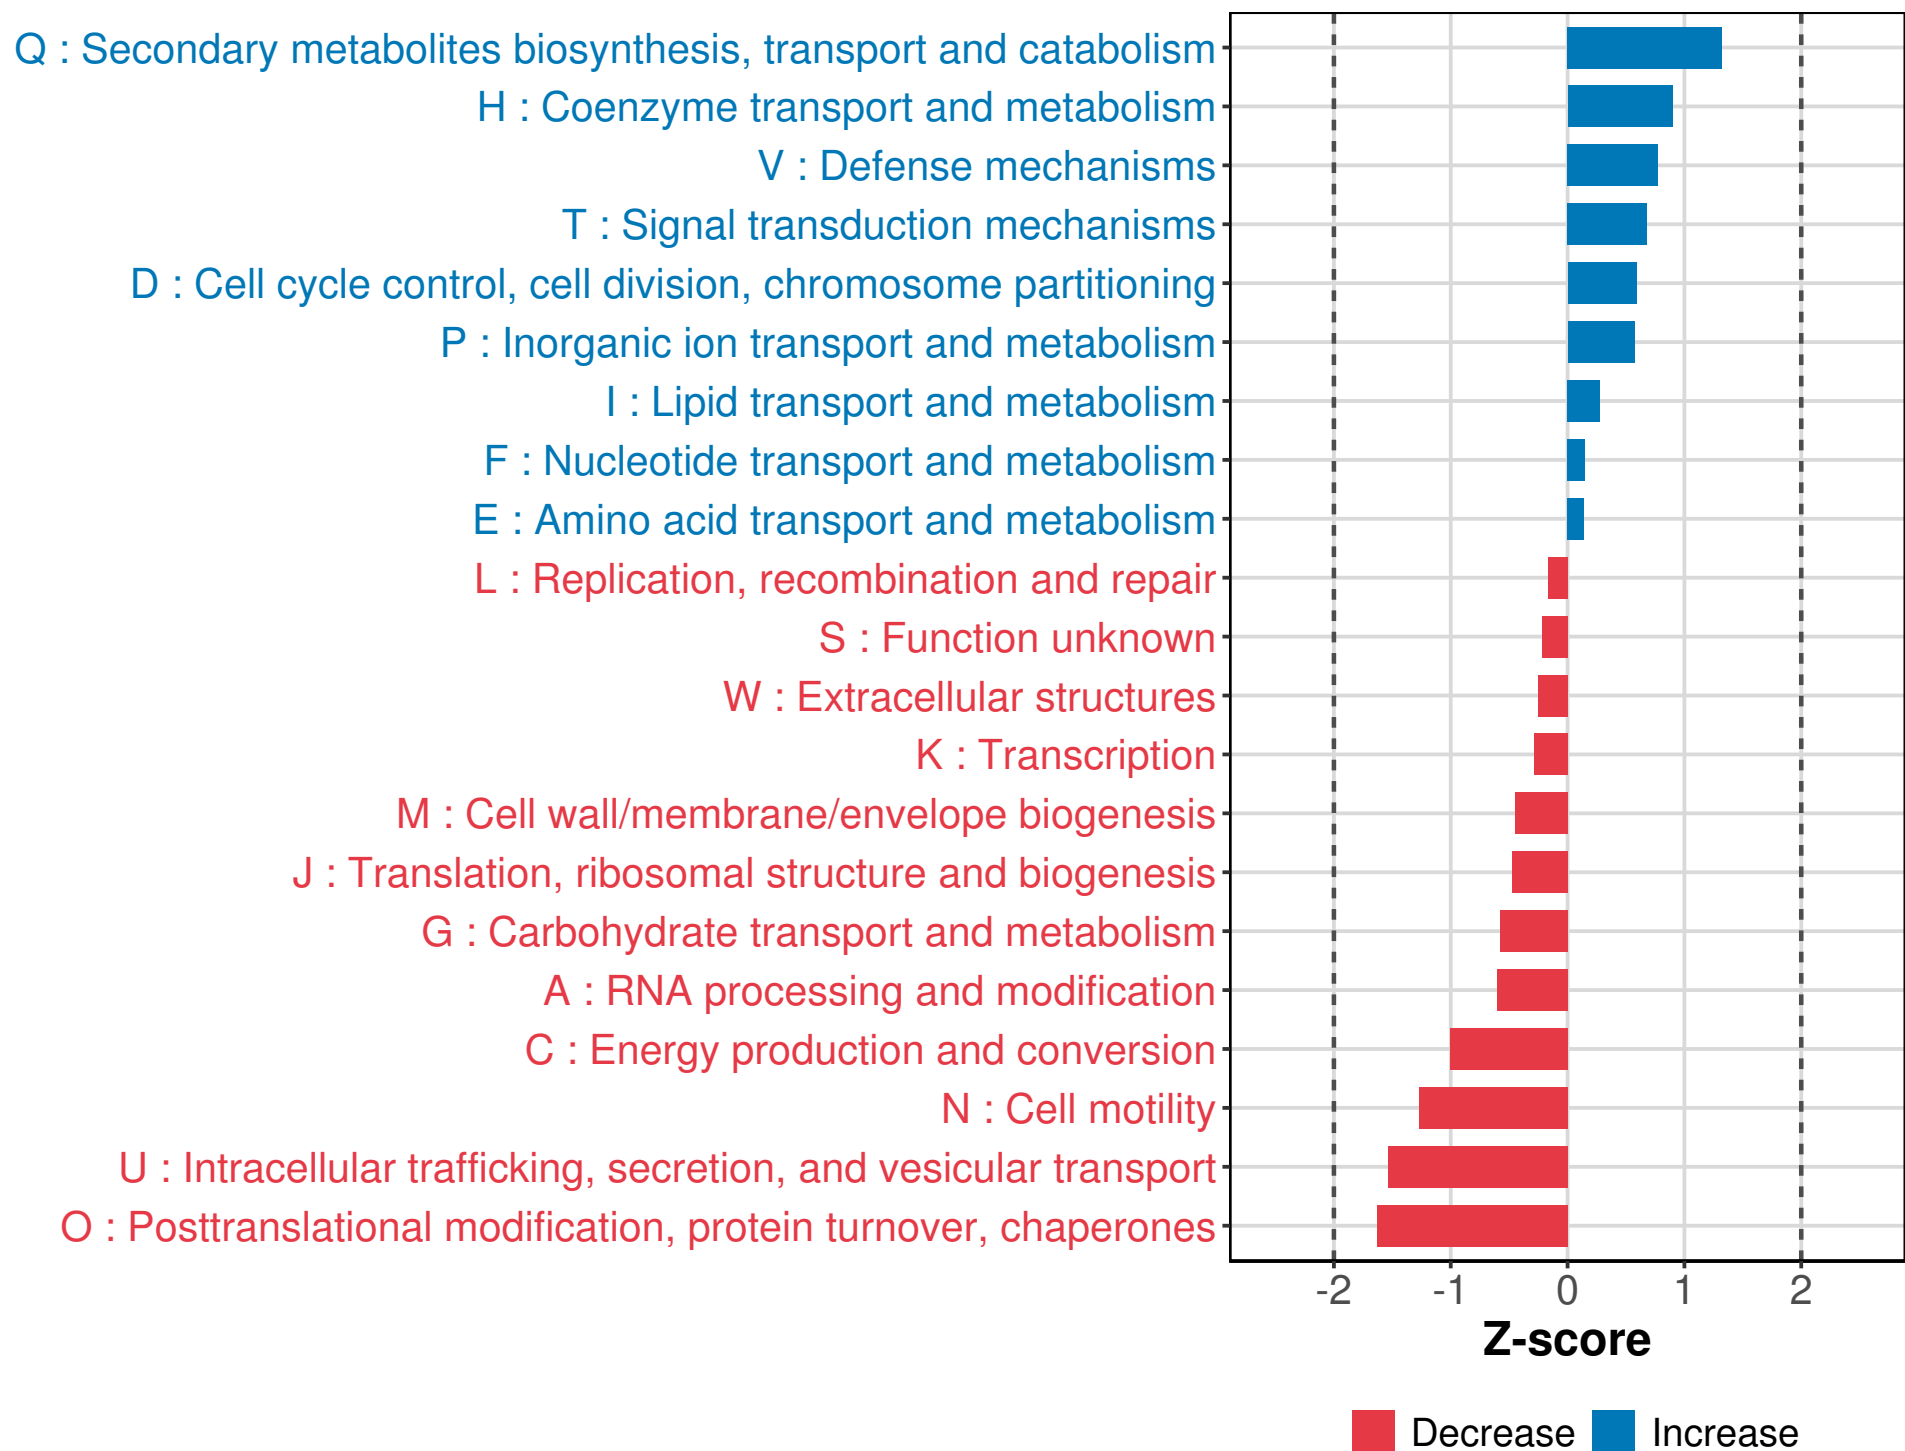 Q : Secondary metabolites biosynthesis, transport and catabolism
H : Coenzyme transport and metabolism
V : Defense mechanisms
T : Signal transduction mechanisms
D : Cell cycle control, cell division, chromosome partitioning
P : Inorganic ion transport and metabolism
I : Lipid transport and metabolism
F : Nucleotide transport and metabolism
E : Amino acid transport and metabolism
L : Replication, recombination and repair
S : Function unknown
W : Extracellular structures
K : Transcription
M : Cell wall/membrane/envelope biogenesis
J : Translation, ribosomal structure and biogenesis
G : Carbohydrate transport and metabolism
A : RNA processing and modification
C : Energy production and conversion
N : Cell motility
U : Intracellular trafficking, secretion, and vesicular transport
O : Posttranslational modification, protein turnover, chaperones
-2 -1 0 1 2
Z-score
Decrease Increase